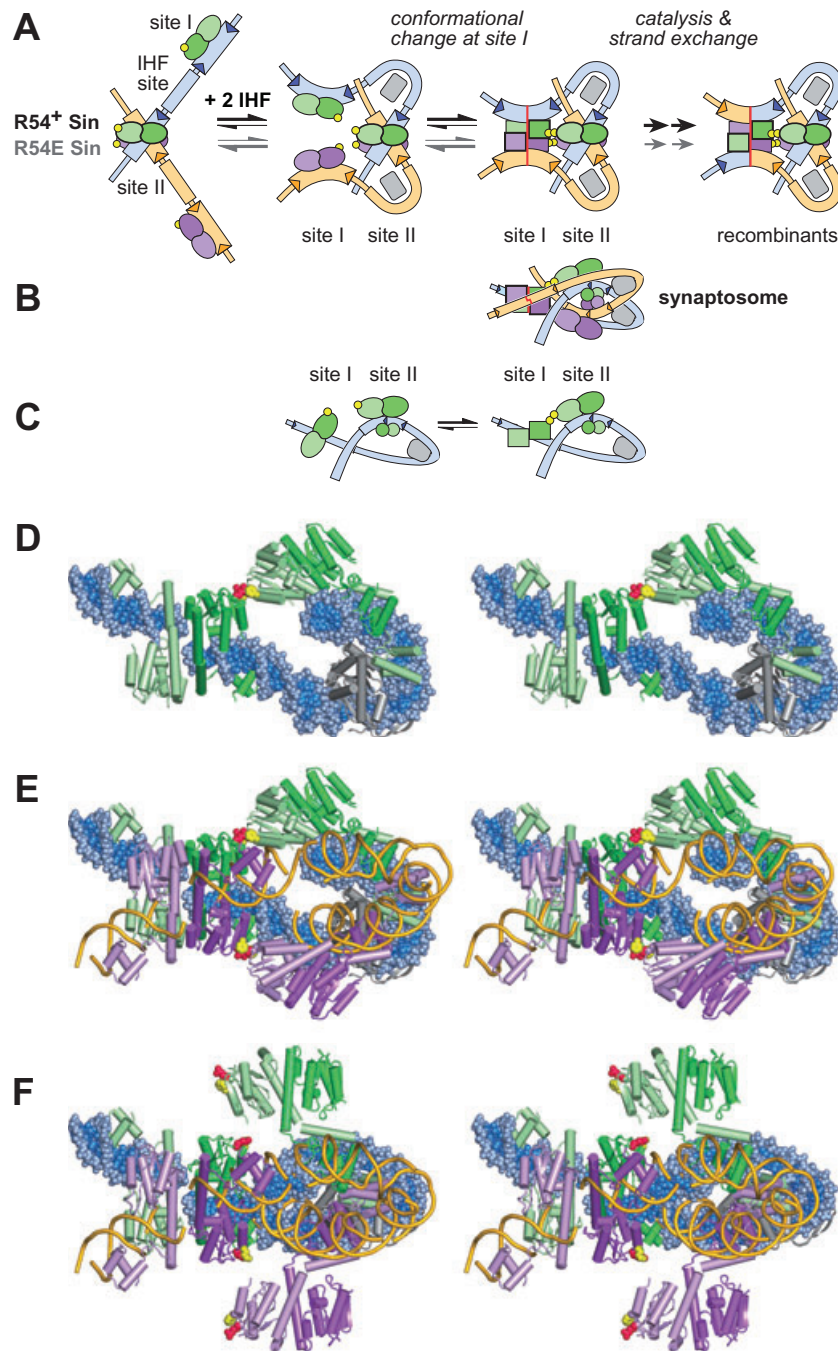 A
conformational
change at site I
catalysis &
strand exchange
site I
IHF
site
+ 2 IHF
R54+ Sin
R54E Sin
site II
site I site II
site I site II
recombinants
B
synaptosome
site I site II
site I site II
C
D
E
F